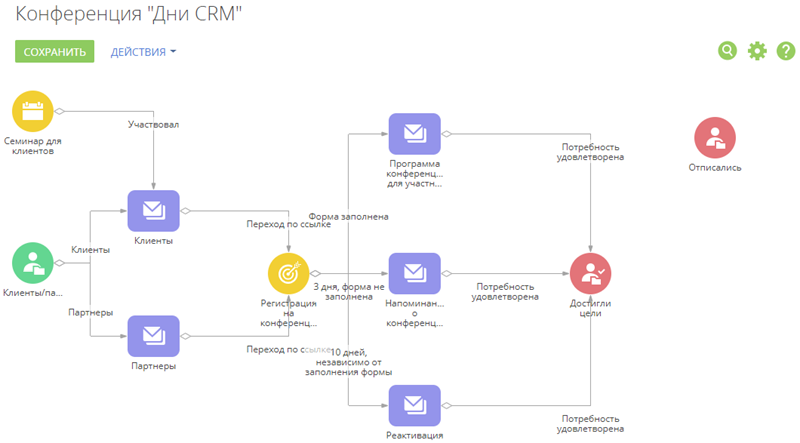 Конференция "Дни CRM"
СОХРАНИТЬ
ДЕЙСТВИЯ
Семинар для
клиентов
Участвовал
Программа
конференц...
для участн...
Потребность
удовлетворена
Отписались
Клиенты
Клиенты
Переход по ссылке
Форма заполнена
Клиенты/па...
Партнеры
Регистрация
на
конференц...
3 дня, форма не
заполнена
Напоминан...
о
конференц...
Потребность
удовлетворена
Достигли
цели
Партнеры
Переход по ссылке
10 дней,
независимо от
заполнения формы
Реактивация
Потребность
удовлетворена